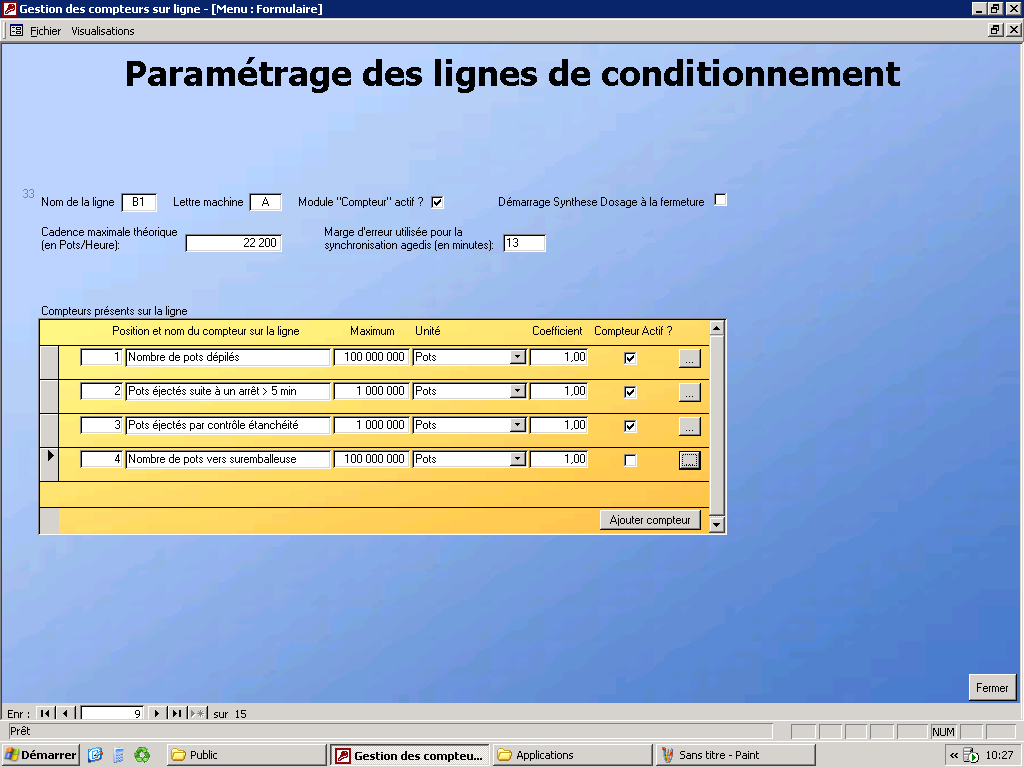 Gestion des compteurs sur ligne - [Menu : Formulaire]
Fichier Visualisations
Paramétrage des lignes de conditionnement
33
Nom de la ligne B1 Lettre machine A Module "Compteur" actif ? Démarrage Synthese Dosage à la fermeture
Cadence maximale théorique
(en Pots/Heure): 22 200
Marge d'erreur utilisée pour la
synchronisation agedis (en minutes): 13
Compteurs présents sur la ligne
Position et nom du compteur sur la ligne Maximum Unité Coefficient Compteur Actif ?
1 Nombre de pots dépilés 100 000 000 Pots 1,00 ...
2 Pots éjectés suite à un arrêt > 5 min 1 000 000 Pots 1,00 ...
3 Pots éjectés par contrôle étanchéité 1 000 000 Pots 1,00 ...
4 Nombre de pots vers suremballeuse 100 000 000 Pots 1,00 ...
Ajouter compteur
Fermer
Enr : 9 sur 15
Prêt NUM
Démarrer Public Gestion des compteu... Applications Sans titre - Paint « 10:27